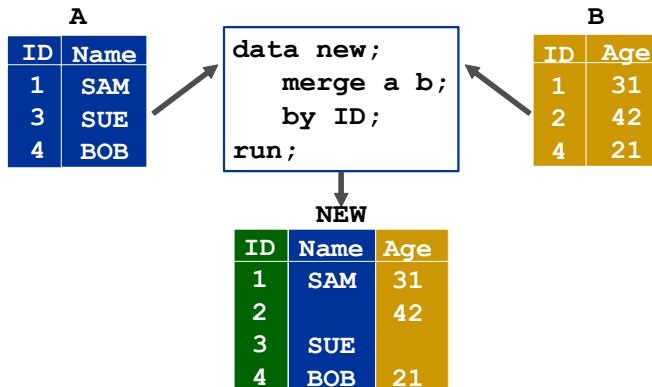 A
ID Name
1 SAM
3 SUE
4 BOB
data new;
merge a b;
by ID;
run;
B
ID Age
1 31
2 42
4 21
NEW
ID Name Age
1 SAM 31
2 42
3 SUE
4 BOB 21